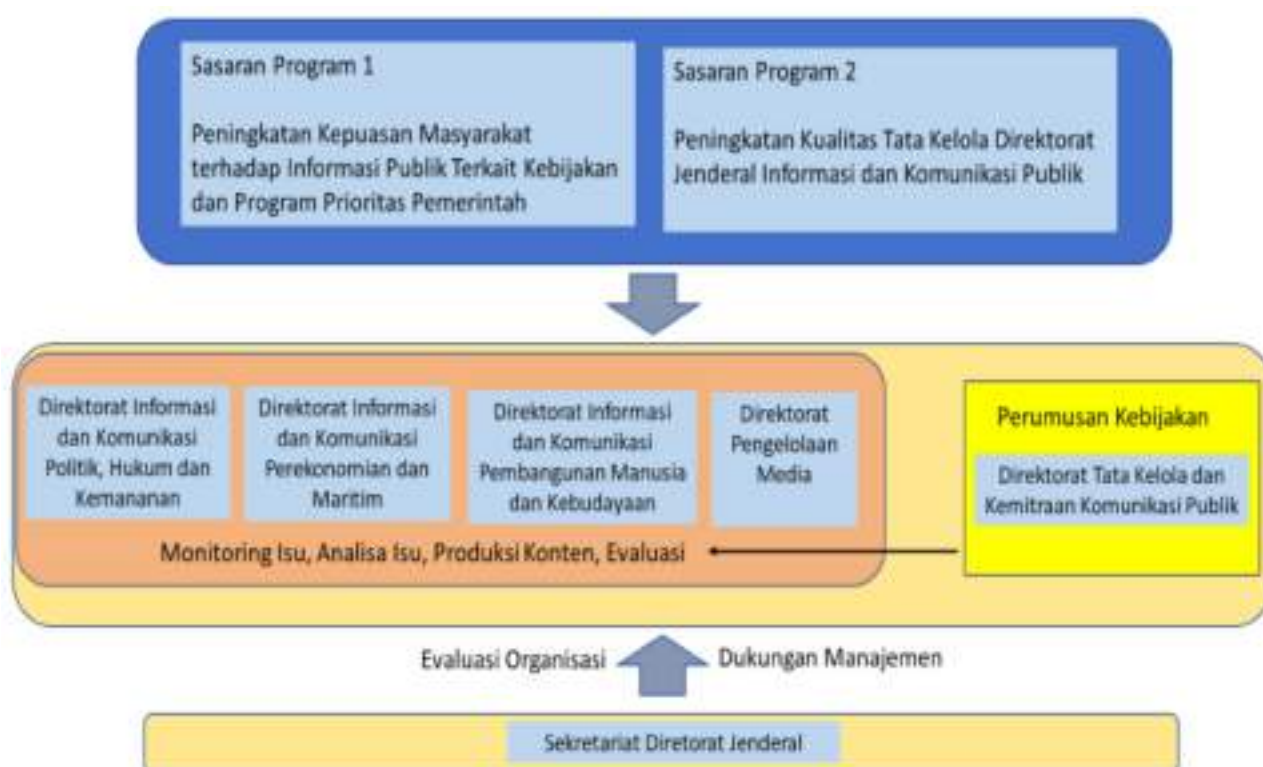 Sasaran Program 1
Peningkatan Kepuasan Masyarakat
terhadap Informasi Publik Terkait Kebijakan
dan Program Prioritas Pemerintah
Sasaran Program 2
Peningkatan Kualitas Tata Kelola Direktorat
Jenderal Informasi dan Komunikasi Publik
Direktorat Informasi
dan Komunikasi
Politik, Hukum dan
Kemananan
Direktorat Informasi
dan Komunikasi
Perekonomian dan
Maritim
Direktorat Informasi
dan Komunikasi
Pembangunan Manusia
dan Kebudayaan
Direktorat
Pengelolaan
Media
Monitoring Isu, Analisa Isu, Produksi Konten, Evaluasi
Perumusan Kebijakan
Direktorat Tata Kelola dan
Kemitraan Komunikasi Publik
Evaluasi Organisasi
Dukungan Manajemen
Sekretariat Diretorat Jenderal